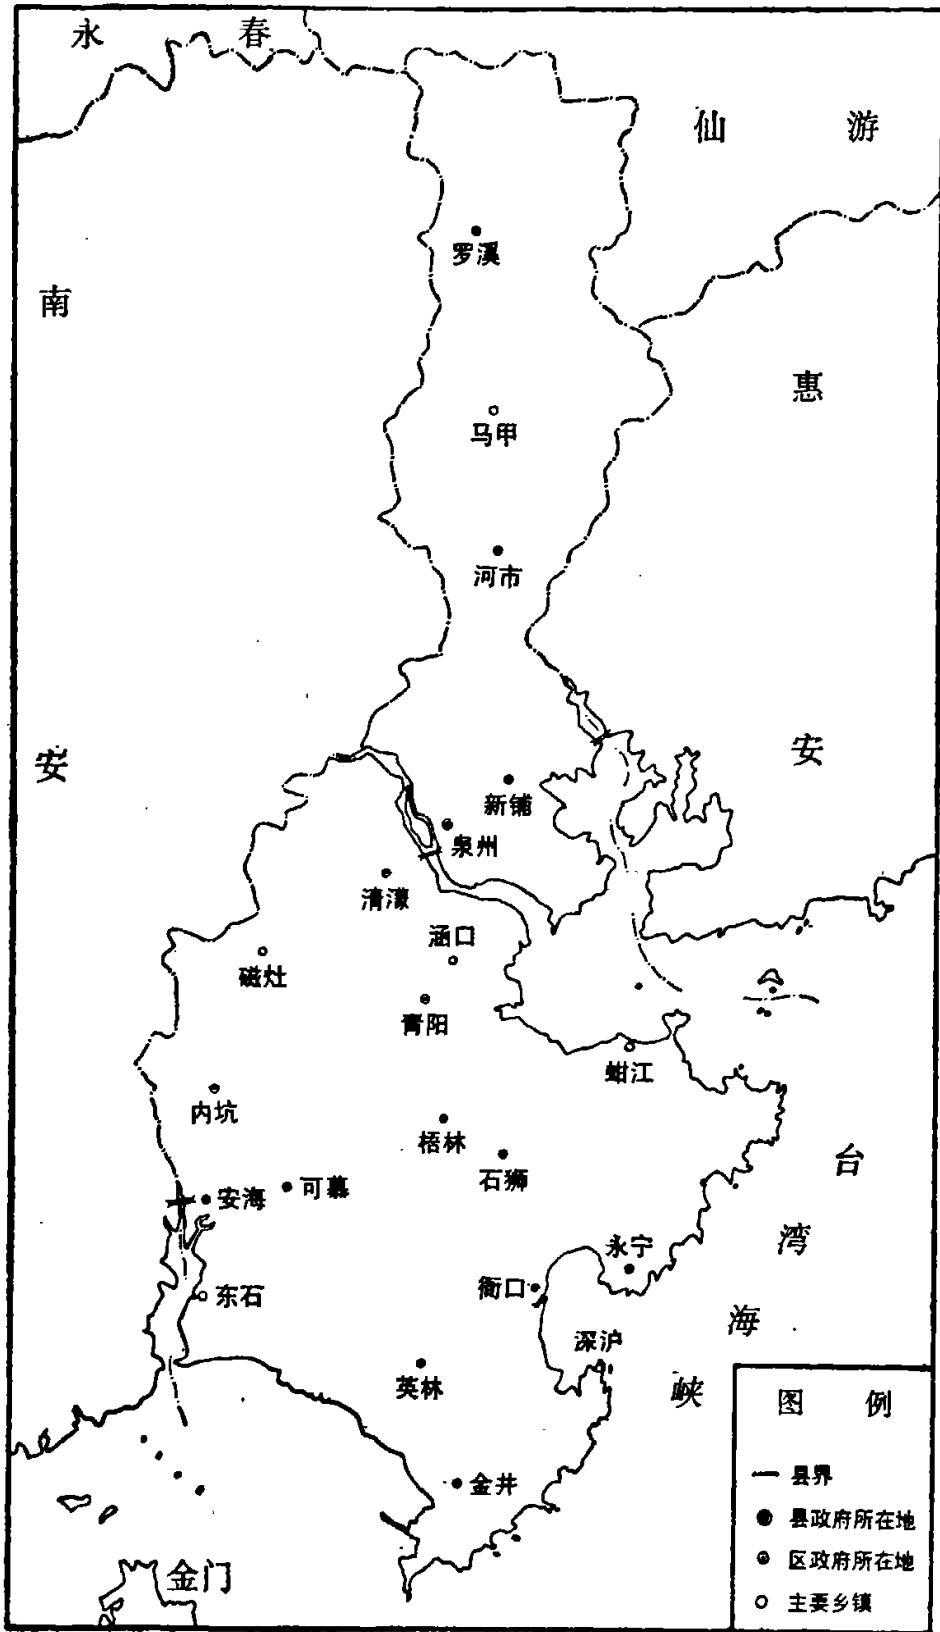 永春
仙游
罗溪
南
惠
马甲
河市
安
安
新铺
泉州
清濛
涵口
磁灶
青阳
蚶江
内坑
梧林
石狮
台
安海
可慕
湾
永宁
衙口
东石
海
深沪
英林
峡
图例
县界
金井
县政府所在地
区政府所在地
金门
主要乡镇